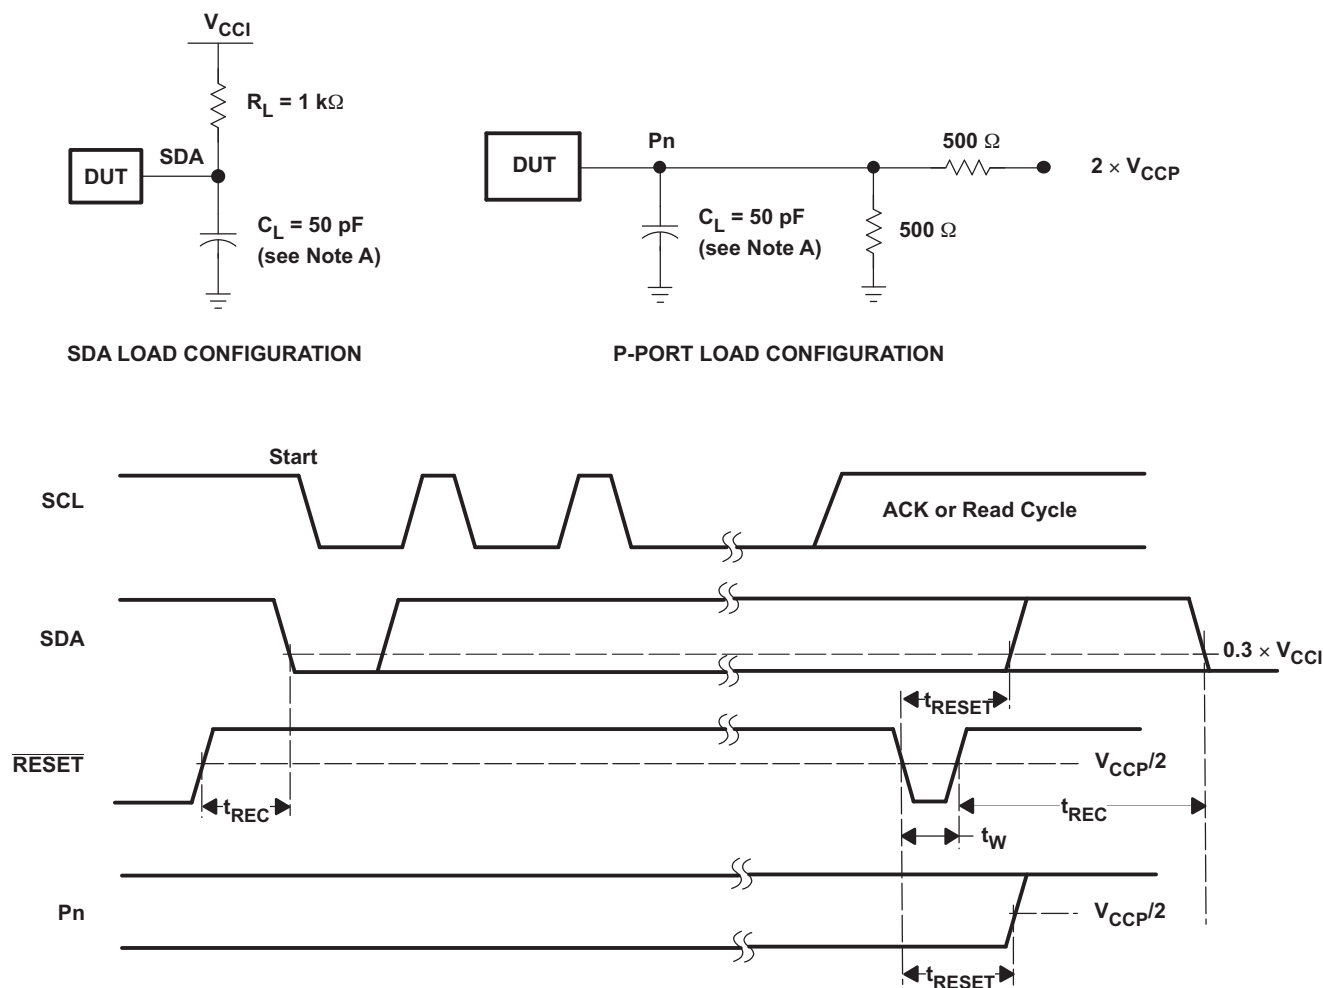 VCCI
RL = 1 kΩ
DUT
SDA
CL = 50 pF
(see Note A)
SDA LOAD CONFIGURATION
DUT
Pn
500 Ω
2 × VCCP
CL = 50 pF
(see Note A)
500 Ω
P-PORT LOAD CONFIGURATION
Start
SCL
ACK or Read Cycle
SDA
0.3 × VCCI
tRESET
RESET
VCCP/2
tREC
tREC
tW
Pn
VCCP/2
tRESET